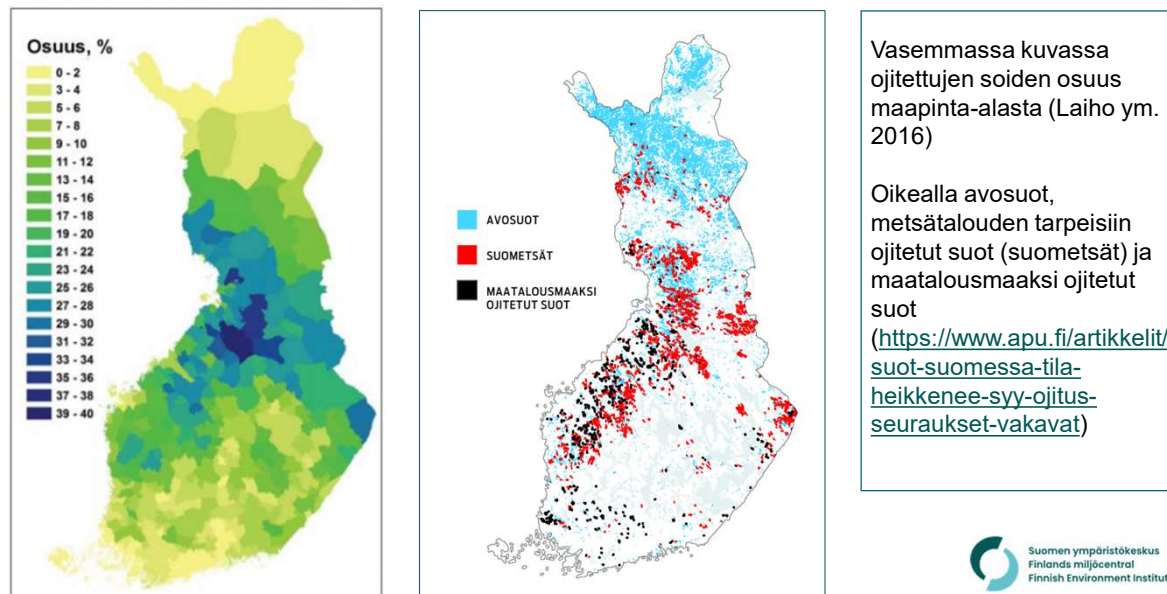 Osuus, %
0 - 2
3 - 4
5 - 6
7 - 8
9 - 10
11 - 12
13 - 14
15 - 16
17 - 18
19 - 20
21 - 22
23 - 24
25 - 26
27 - 28
29 - 30
31 - 32
33 - 34
35 - 36
37 - 38
39 - 40
AVOSUOT
SUOMETSÄT
MAATALOUSMAAKSI
OJITETUT SUOT
Vasemmassa kuvassa
ojitettujen soiden osuus
maapinta-alasta (Laiho ym.
2016)
Oikealla avosuot,
metsätalouden tarpeisiin
ojitetut suot (suometsät) ja
maatalousmaaksi ojitetut
suot
(https://www.apu.fi/artikkelit/
suot-suomessa-tila-
heikkenee-syy-ojitus-
seuraukset-vakavat)
Suomen ympäristökeskus
Finlands miljöcentral
Finnish Environment Institut